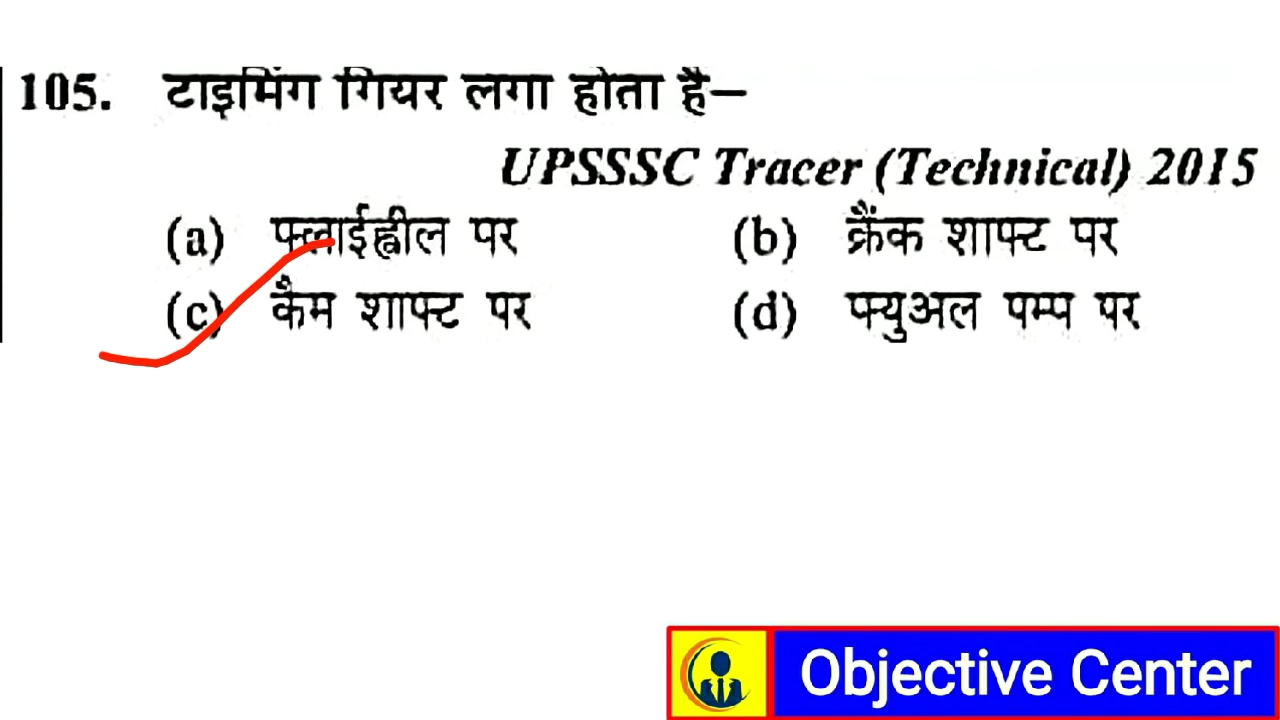 105. टाइमिंग गियर लगा होता है—
UPSSSC Tracer (Technical) 2015
(a) फ्लाईह्वील पर (b) क्रैंक शाफ्ट पर
(c) कैम शाफ्ट पर (d) फ्युअल पम्प पर
Objective Center